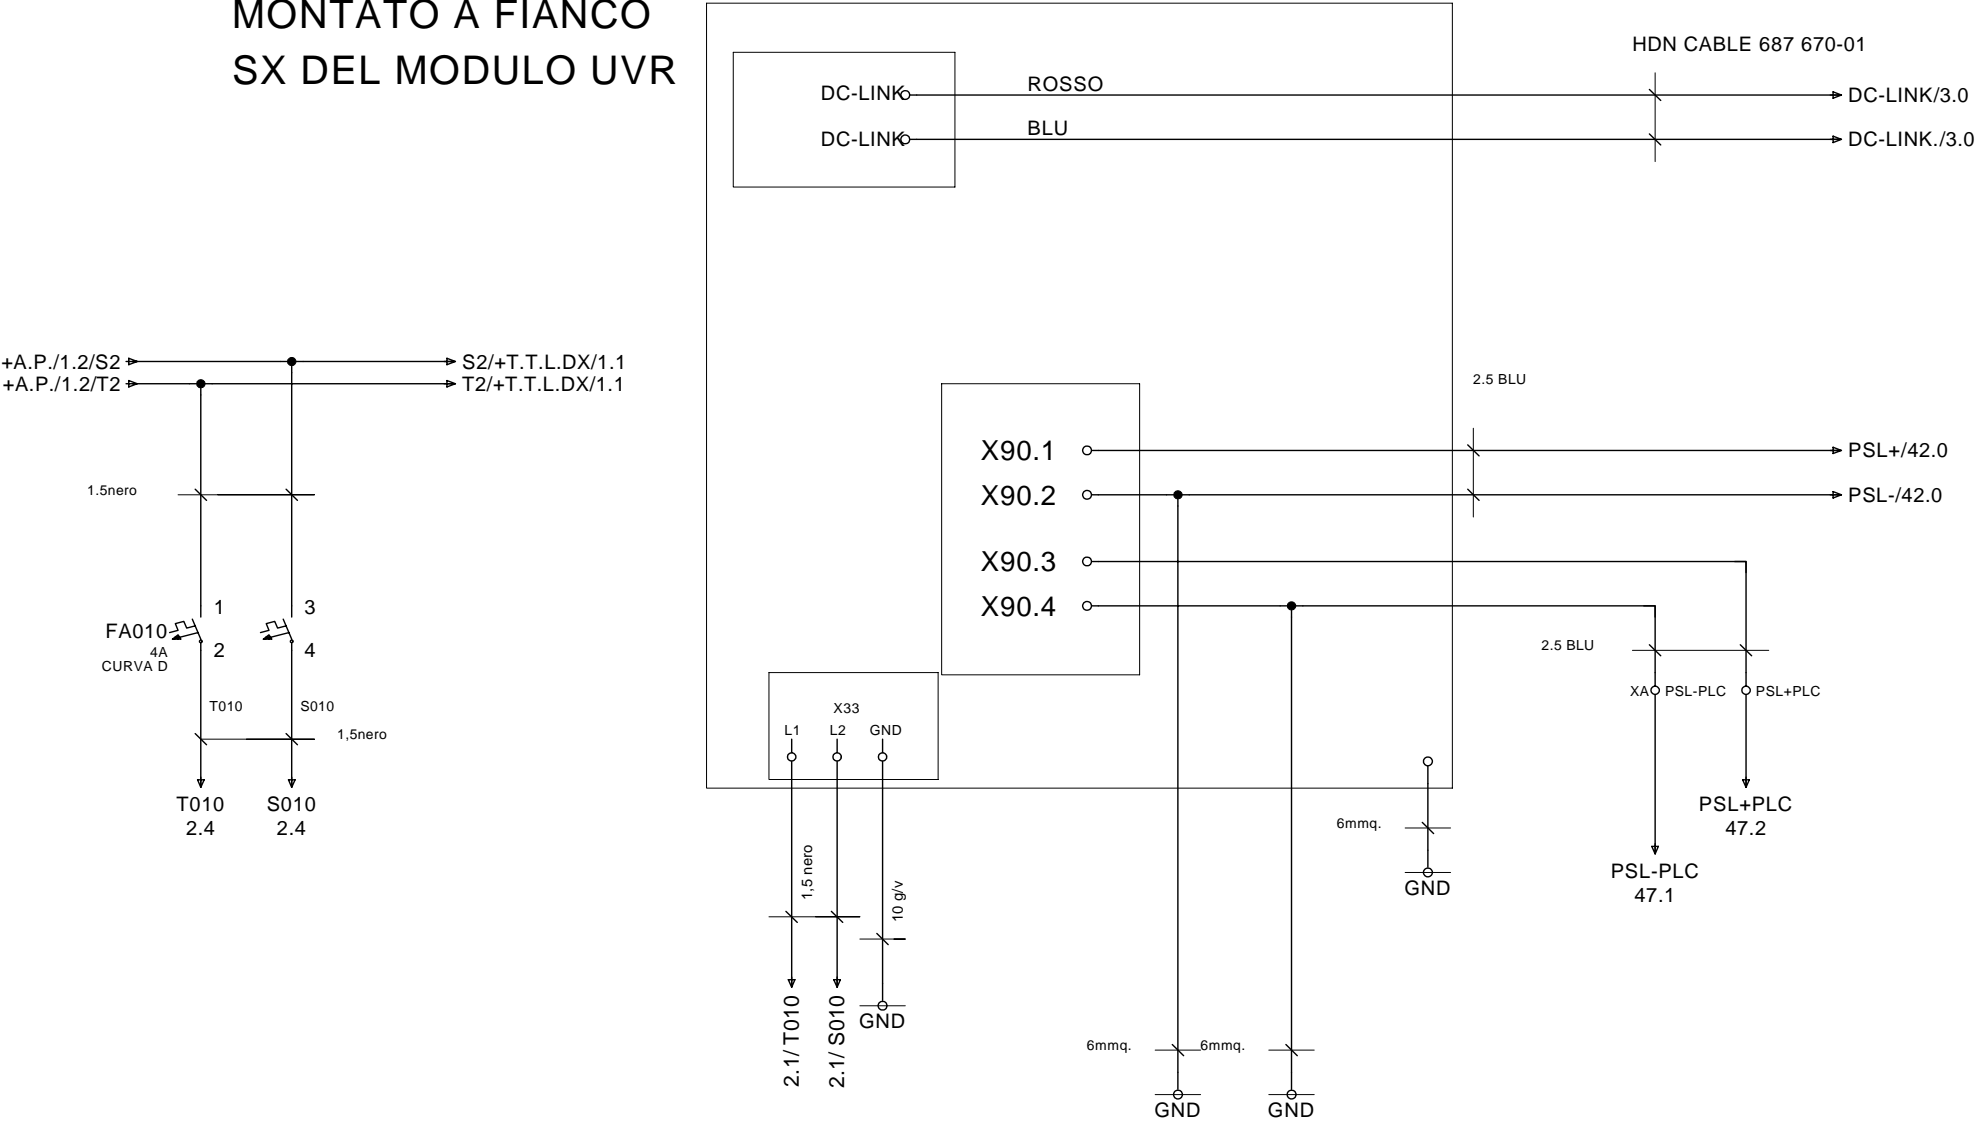 MONTATO A FIANCO
SX DEL MODULO UVR
HDN CABLE 687 670-01
DC-LINK
ROSSO
DC-LINK/3.0
DC-LINK
BLU
DC-LINK./3.0
+A.P./1.2/S2
S2/+T.T.L.DX/1.1
+A.P./1.2/T2
T2/+T.T.L.DX/1.1
2.5 BLU
X90.1
PSL+/42.0
X90.2
PSL-/42.0
1.5nero
X90.3
X90.4
1
3
FA010
2
4
4A
CURVA D
2.5 BLU
XA
PSL-PLC
PSL+PLC
T010
S010
X33
L1
L2
GND
1,5nero
T010
2.4
S010
2.4
PSL+PLC
47.2
6mmq.
GND
PSL-PLC
47.1
1,5 nero
10 g/v
2.1/ T010
2.1/ S010
GND
6mmq.
6mmq.
GND
GND